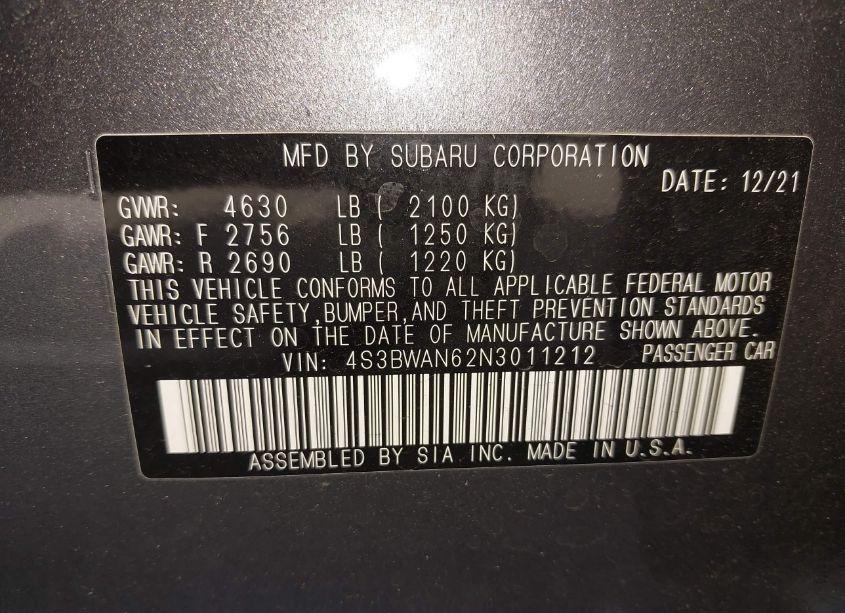 MFD BY SUBARU CORPORATION
DATE: 12/21
GVWR: 4630 LB ( 2100 KG)
GAWR: F 2756 LB ( 1250 KG)
GAWR: R 2690 LB ( 1220 KG)
THIS VEHICLE CONFORMS TO ALL APPLICABLE FEDERAL MOTOR
VEHICLE SAFETY,BUMPER,AND THEFT PREVENTION STANDARDS
IN EFFECT ON THE DATE OF MANUFACTURE SHOWN ABOVE.
VIN: 4S3BWAN62N3011212 PASSENGER CAR
ASSEMBLED BY SIA INC. MADE IN U.S.A.